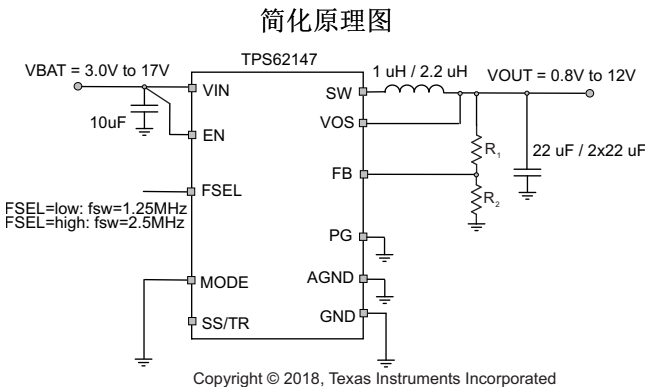 简化原理图
TPS62147
VBAT = 3.0V to 17V
1 uH / 2.2 uH
VOUT = 0.8V to 12V
VIN
SW
10uF
VOS
EN
R1
22 uF / 2x22 uF
FB
FSEL
R2
FSEL=low: fsw=1.25MHz
FSEL=high: fsw=2.5MHz
PG
MODE
AGND
SS/TR
GND
Copyright © 2018, Texas Instruments Incorporated